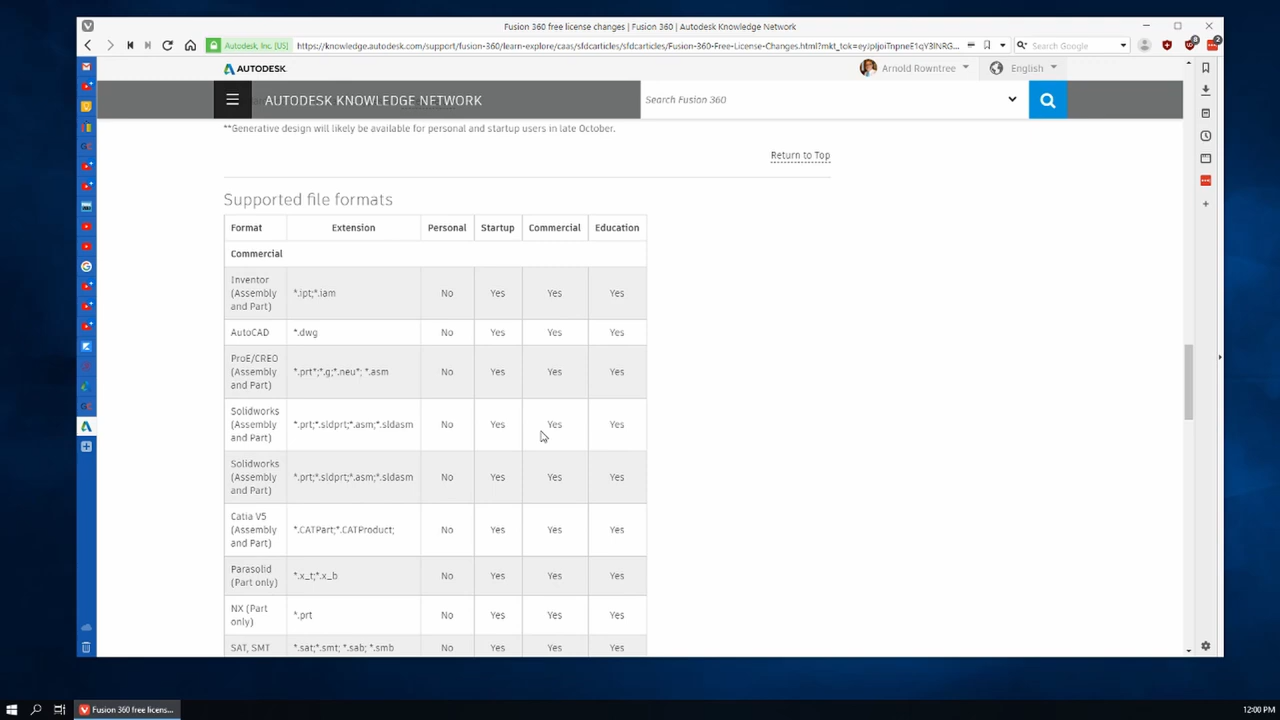 Fusion 360 free license changes | Fusion 360 | Autodesk Knowledge Network
Autodesk, Inc. [US]
Search Google
AUTODESK
Arnold Rowntree
English
AUTODESK KNOWLEDGE NETWORK
Search Fusion 360
**Generative design will likely be available for personal and startup users in late October.
Return to Top
Supported file formats
Format Extension Personal Startup Commercial Education
Commercial
Inventor
(Assembly
and Part)
*.ipt;*.iam No Yes Yes Yes
AutoCAD *.dwg No Yes Yes Yes
ProE/CREO
(Assembly
and Part)
*.prt*;*.g;*.neu*; *.asm No Yes Yes Yes
Solidworks
(Assembly
and Part)
*.prt;*.sldprt;*.asm;*.sldasm No Yes Yes Yes
Solidworks
(Assembly
and Part)
*.prt;*.sldprt;*.asm;*.sldasm No Yes Yes Yes
Catia V5
(Assembly
and Part)
*.CATPart;*.CATProduct; No Yes Yes Yes
Parasolid
(Part only)
*.x_t;*.x_b No Yes Yes Yes
NX (Part
only)
*.prt No Yes Yes Yes
SAT, SMT *.sat;*.smt; *.sab; *.smb No Yes Yes Yes
Fusion 360 free licens...
12:00 PM